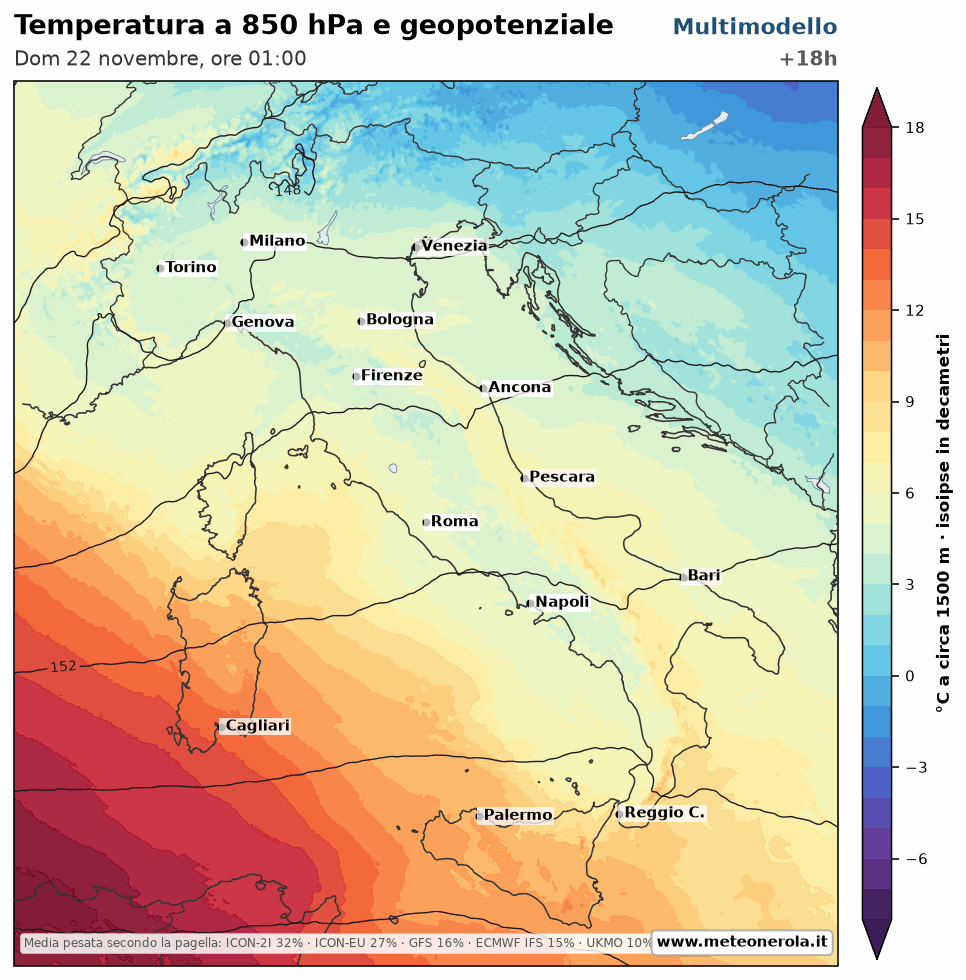 Temperatura a 850 hPa e geopotenziale
Multimodello
Dom 22 novembre, ore 01:00
+18h
148
Milano
Venezia
Torino
Genova
Bologna
Firenze
Ancona
Pescara
Roma
Bari
Napoli
152
Cagliari
Palermo
Reggio C.
18
15
12
9
6
3
0
−3
−6
°C a circa 1500 m · isoipse in decametri
Media pesata secondo la pagella: ICON-2I 32% · ICON-EU 27% · GFS 16% · ECMWF IFS 15% · UKMO 10%
www.meteonerola.it